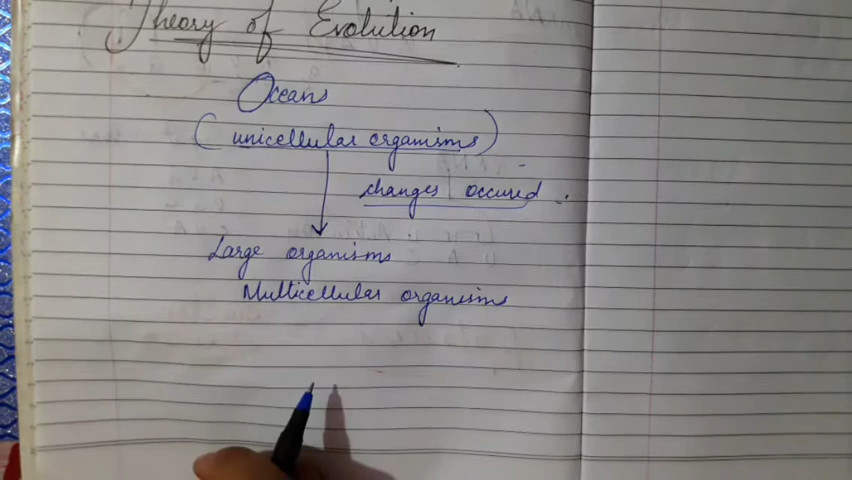 Theory of Evolution
Oceans
(unicellular organisms)
changes occured.
Large organisms
Multicellular organisms